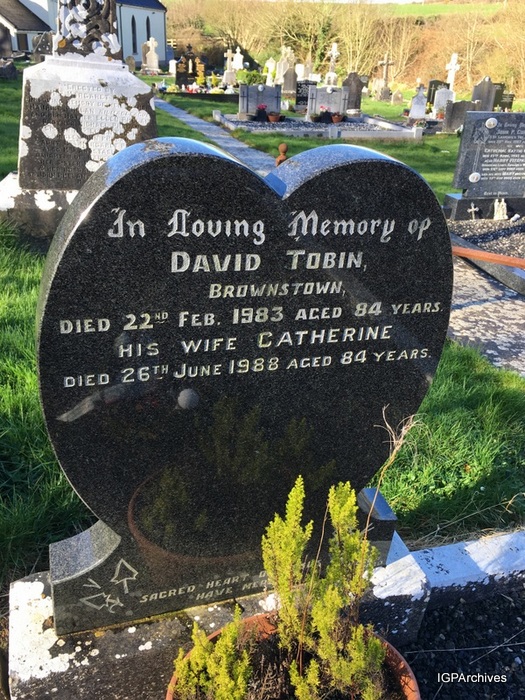 In Loving Memory of
DAVID TOBIN,
BROWNSTOWN,
DIED 22ND FEB. 1983 AGED 84 YEARS.
HIS WIFE CATHERINE
DIED 26TH JUNE 1988 AGED 84 YEARS.
SACRED HEART
HAVE
IGPArchives